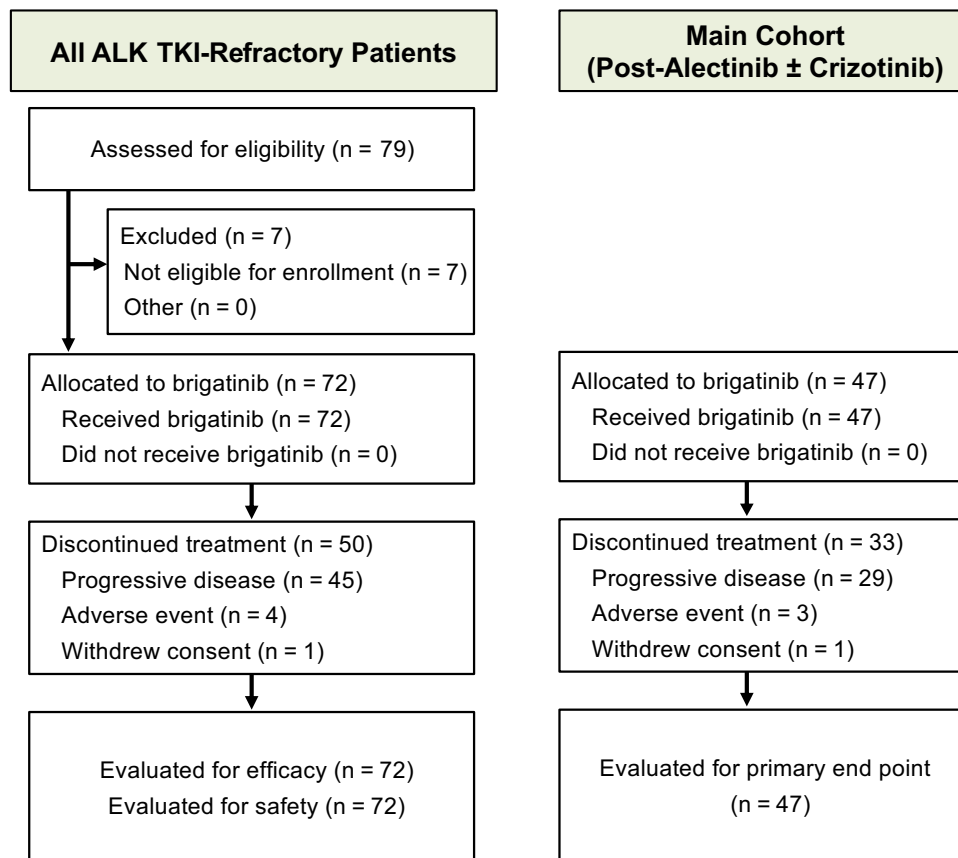 All ALK TKI-Refractory Patients
Assessed for eligibility (n = 79)
Excluded (n = 7)
Not eligible for enrollment (n = 7)
Other (n = 0)
Allocated to brigatinib (n = 72)
Received brigatinib (n = 72)
Did not receive brigatinib (n = 0)
Discontinued treatment (n = 50)
Progressive disease (n = 45)
Adverse event (n = 4)
Withdrew consent (n = 1)
Evaluated for efficacy (n = 72)
Evaluated for safety (n = 72)
Main Cohort
(Post-Alectinib ± Crizotinib)
Allocated to brigatinib (n = 47)
Received brigatinib (n = 47)
Did not receive brigatinib (n = 0)
Discontinued treatment (n = 33)
Progressive disease (n = 29)
Adverse event (n = 3)
Withdrew consent (n = 1)
Evaluated for primary end point
(n = 47)